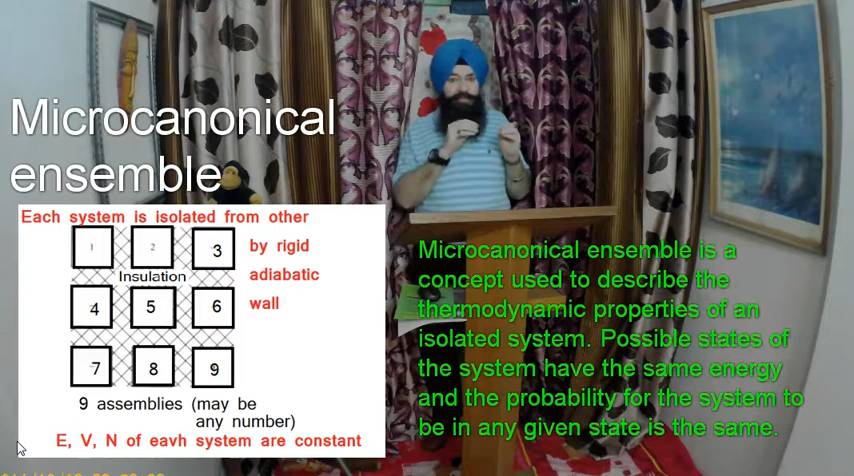 Microcanonical
ensemble
Each system is isolated from other
by rigid
adiabatic
wall
1
2
3
Insulation
4
5
6
7
8
9
9 assemblies (may be
any number)
E, V, N of eavh system are constant
Microcanonical ensemble is a
concept used to describe the
thermodynamic properties of an
isolated system. Possible states of
the system have the same energy
and the probability for the system to
be in any given state is the same.